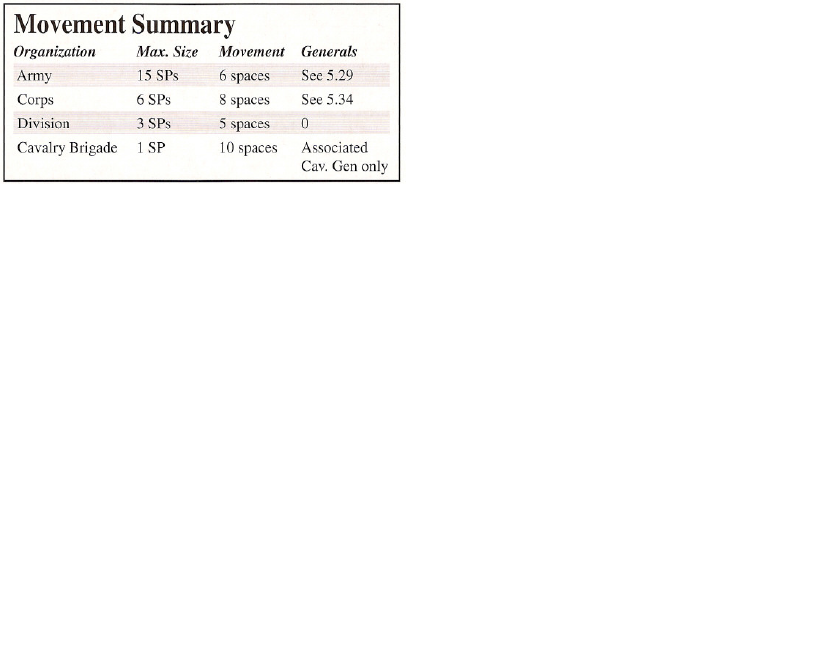 Movement Summary
Organization Max. Size Movement Generals
Army 15 SPs 6 spaces See 5.29
Corps 6 SPs 8 spaces See 5.34
Division 3 SPs 5 spaces 0
Cavalry Brigade 1 SP 10 spaces Associated
Cav. Gen only